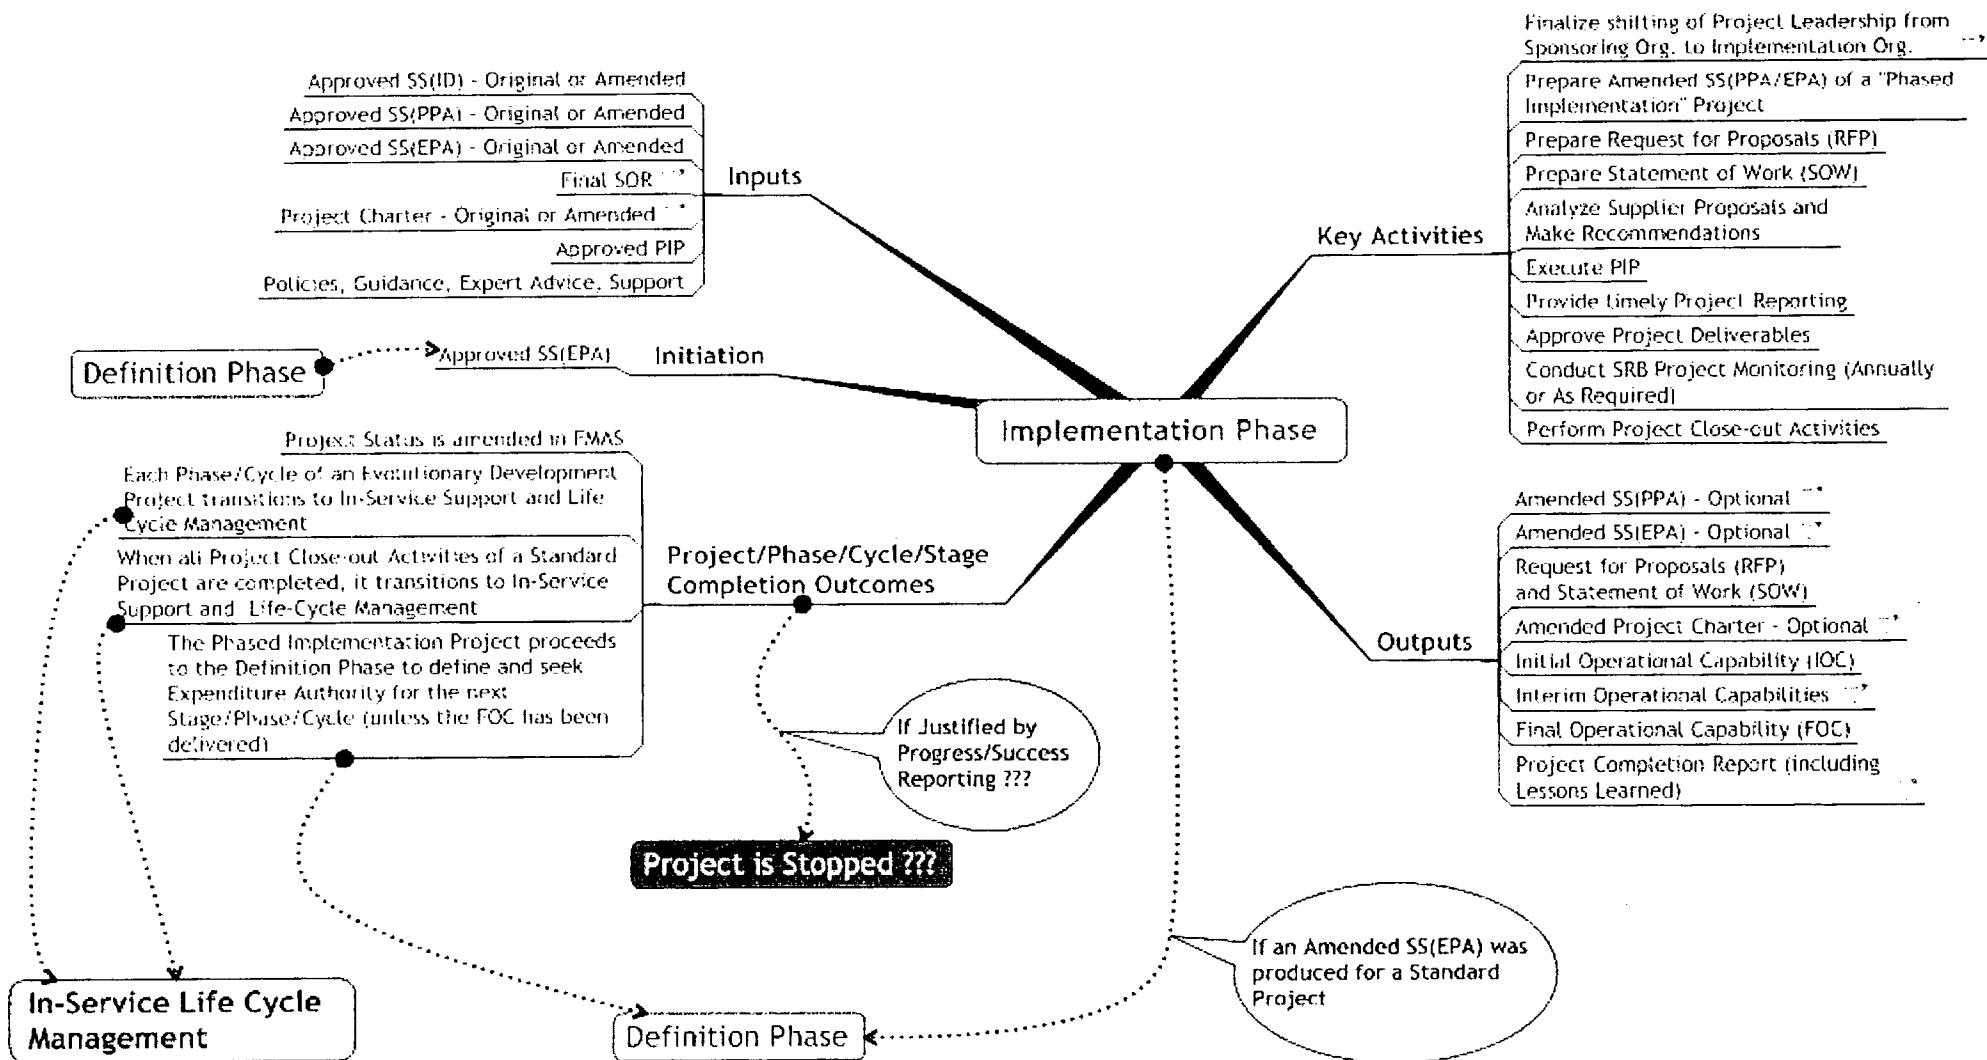 Approved SS(ID) - Original or Amended
Approved SS(PPA) - Original or Amended
Approved SS(EPA) - Original or Amended
Final SOR
Project Charter - Original or Amended
Approved PIP
Policies, Guidance, Expert Advice, Support
Inputs
Definition Phase
Approved SS(EPA)
Initiation
Project Status is amended in FMAS
Each Phase/Cycle of an Evolutionary Development
Project transitions to In-Service Support and Life
Cycle Management
When all Project Close-out Activities of a Standard
Project are completed, it transitions to In-Service
Support and Life-Cycle Management
The Phased Implementation Project proceeds
to the Definition Phase to define and seek
Expenditure Authority for the next
Stage/Phase/Cycle (unless the FOC has been
delivered)
Project/Phase/Cycle/Stage
Completion Outcomes
Implementation Phase
Key Activities
Finalize shifting of Project Leadership from
Sponsoring Org. to Implementation Org.
Prepare Amended SS(PPA/EPA) of a "Phased
Implementation" Project
Prepare Request for Proposals (RFP)
Prepare Statement of Work (SOW)
Analyze Supplier Proposals and
Make Recommendations
Execute PIP
Provide timely Project Reporting
Approve Project Deliverables
Conduct SRB Project Monitoring (Annually
or As Required)
Perform Project Close-out Activities
Outputs
Amended SS(PPA) - Optional
Amended SS(EPA) - Optional
Request for Proposals (RFP)
and Statement of Work (SOW)
Amended Project Charter - Optional
Initial Operational Capability (IOC)
Interim Operational Capabilities
Final Operational Capability (FOC)
Project Completion Report (including
Lessons Learned)
If Justified by
Progress/Success
Reporting ???
Project is Stopped ???
If an Amended SS(EPA) was
produced for a Standard
Project
In-Service Life Cycle
Management
Definition Phase